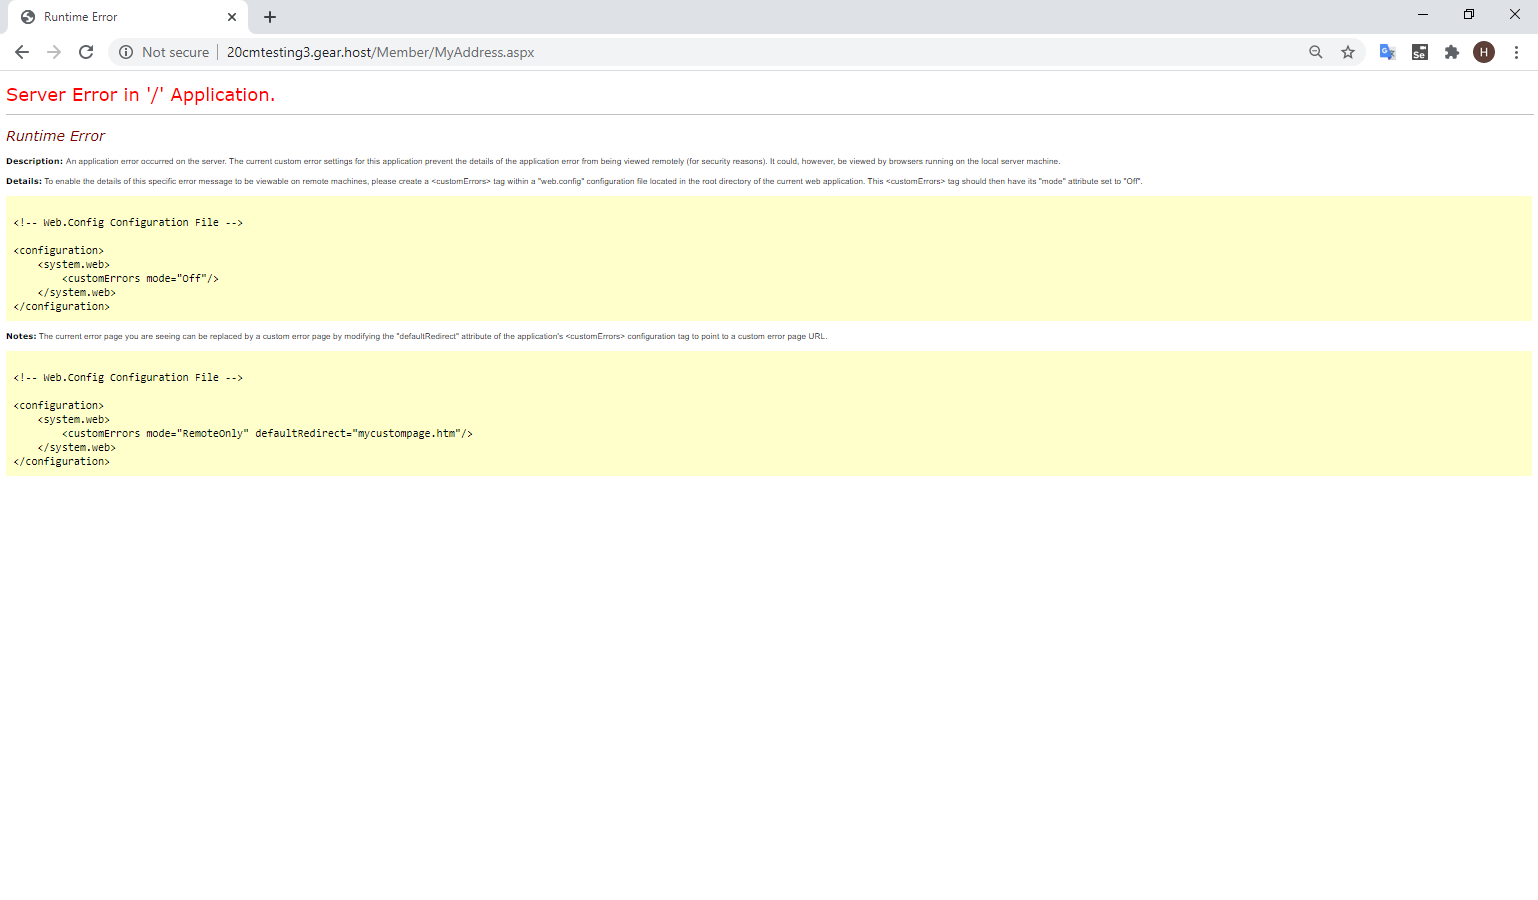 Runtime Error
Not secure
20cmtesting3.gear.host/Member/MyAddress.aspx
G
Se
H
Server Error in '/' Application.
Runtime Error
Description: An application error occurred on the server. The current custom error settings for this application prevent the details of the application error from being viewed remotely (for security reasons). It could, however, be viewed by browsers running on the local server machine.
Details: To enable the details of this specific error message to be viewable on remote machines, please create a <customErrors> tag within a "web.config" configuration file located in the root directory of the current web application. This <customErrors> tag should then have its "mode" attribute set to "Off".
<!-- Web.Config Configuration File -->
<configuration>
    <system.web>
        <customErrors mode="Off"/>
    </system.web>
</configuration>
Notes: The current error page you are seeing can be replaced by a custom error page by modifying the "defaultRedirect" attribute of the application's <customErrors> configuration tag to point to a custom error page URL.
<!-- Web.Config Configuration File -->
<configuration>
    <system.web>
        <customErrors mode="RemoteOnly" defaultRedirect="mycustompage.htm"/>
    </system.web>
</configuration>